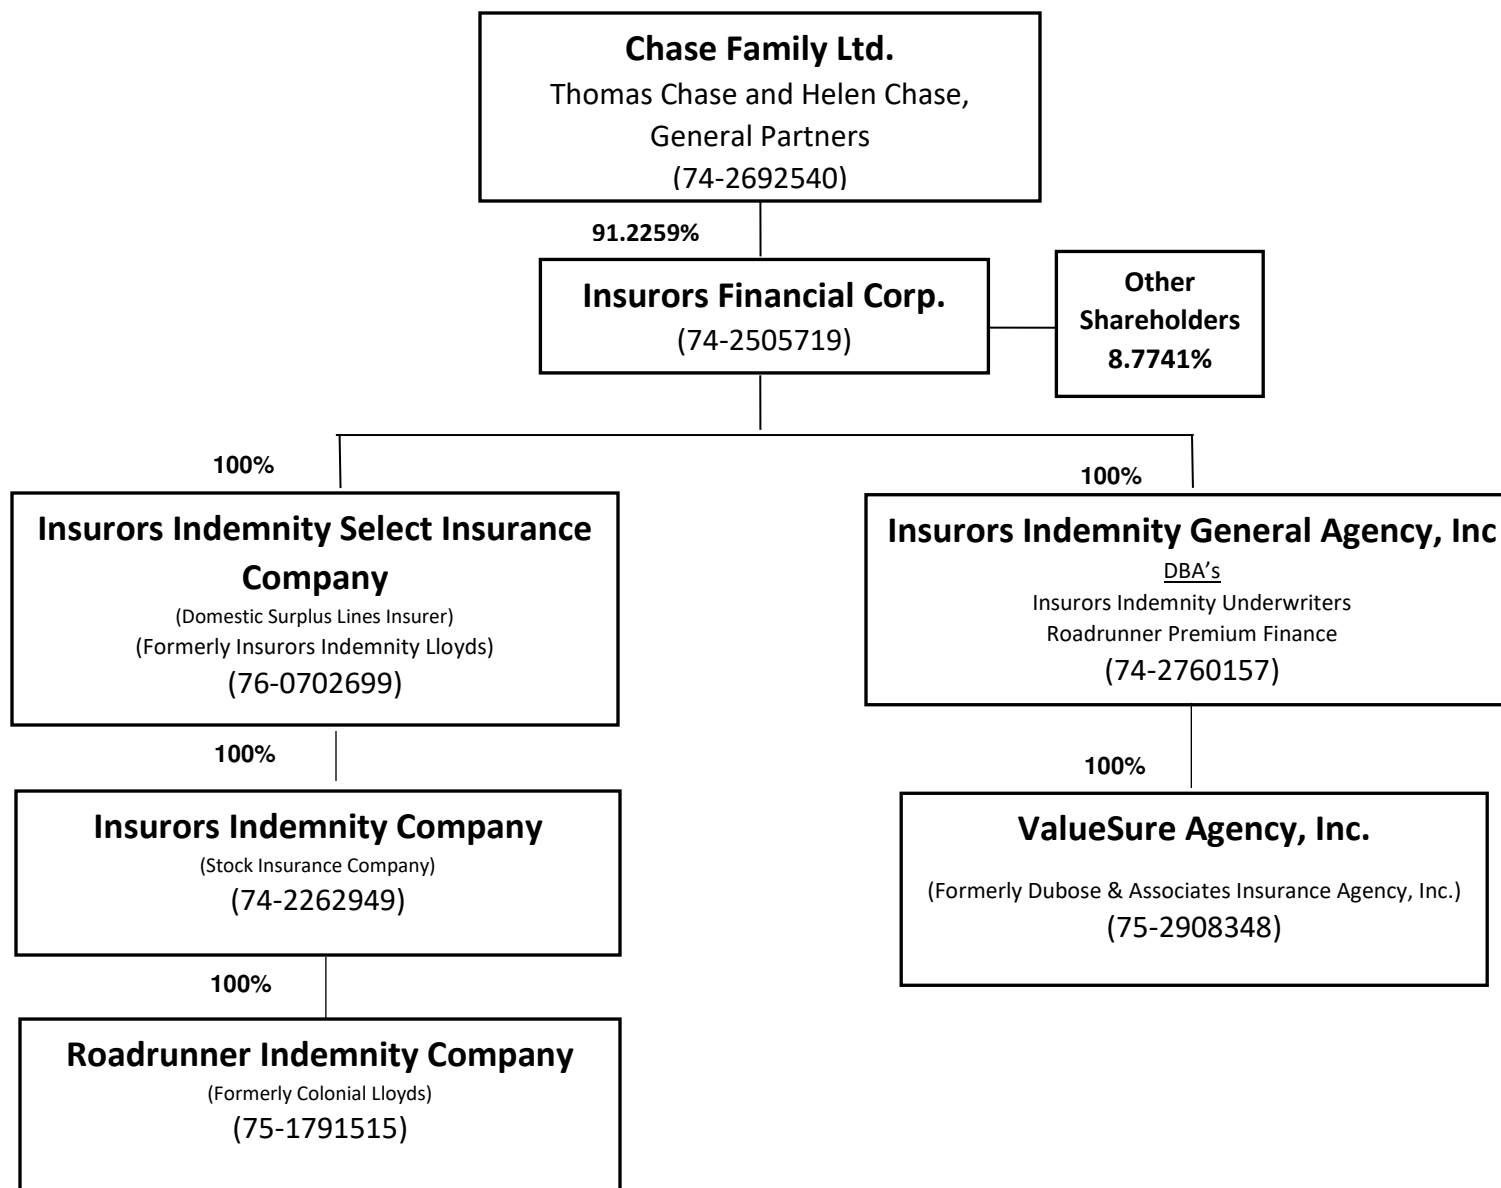 Chase Family Ltd.
Thomas Chase and Helen Chase,
General Partners
(74-2692540)
91.2259%
Insurors Financial Corp.
(74-2505719)
Other
Shareholders
8.7741%
100%
100%
Insurors Indemnity Select Insurance
Company
(Domestic Surplus Lines Insurer)
(Formerly Insurors Indemnity Lloyds)
(76-0702699)
Insurors Indemnity General Agency, Inc
DBA’s
Insurors Indemnity Underwriters
Roadrunner Premium Finance
(74-2760157)
100%
100%
Insurors Indemnity Company
(Stock Insurance Company)
(74-2262949)
ValueSure Agency, Inc.
(Formerly Dubose & Associates Insurance Agency, Inc.)
(75-2908348)
100%
Roadrunner Indemnity Company
(Formerly Colonial Lloyds)
(75-1791515)